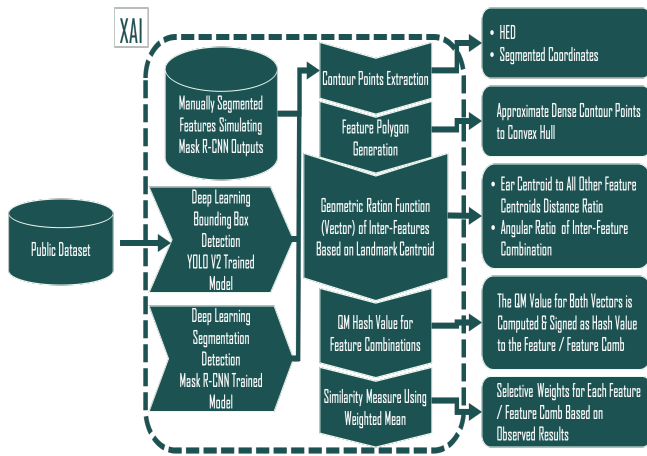 XAI
Public Dataset
Manually Segmented
Features Simulating
Mask R-CNN Outputs
Deep Learning
Bounding Box
Detection
YOLO V2 Trained
Model
Deep Learning
Segmentation
Detection
Mask R-CNN Trained
Model
Contour Points Extraction
Feature Polygon
Generation
Geometric Ration Function
(Vector) of Inter-Features
Based on Landmark Centroid
QM Hash Value for
Feature Combinations
Similarity Measure Using
Weighted Mean
• HED
• Segmented Coordinates
Approximate Dense Contour Points
to Convex Hull
• Ear Centroid to All Other Feature
Centroids Distance Ratio
• Angular Ratio of Inter-Feature
Combination
The QM Value for Both Vectors is
Computed & Signed as Hash Value
to the Feature / Feature Comb
Selective Weights for Each Feature
/ Feature Comb Based on
Observed Results